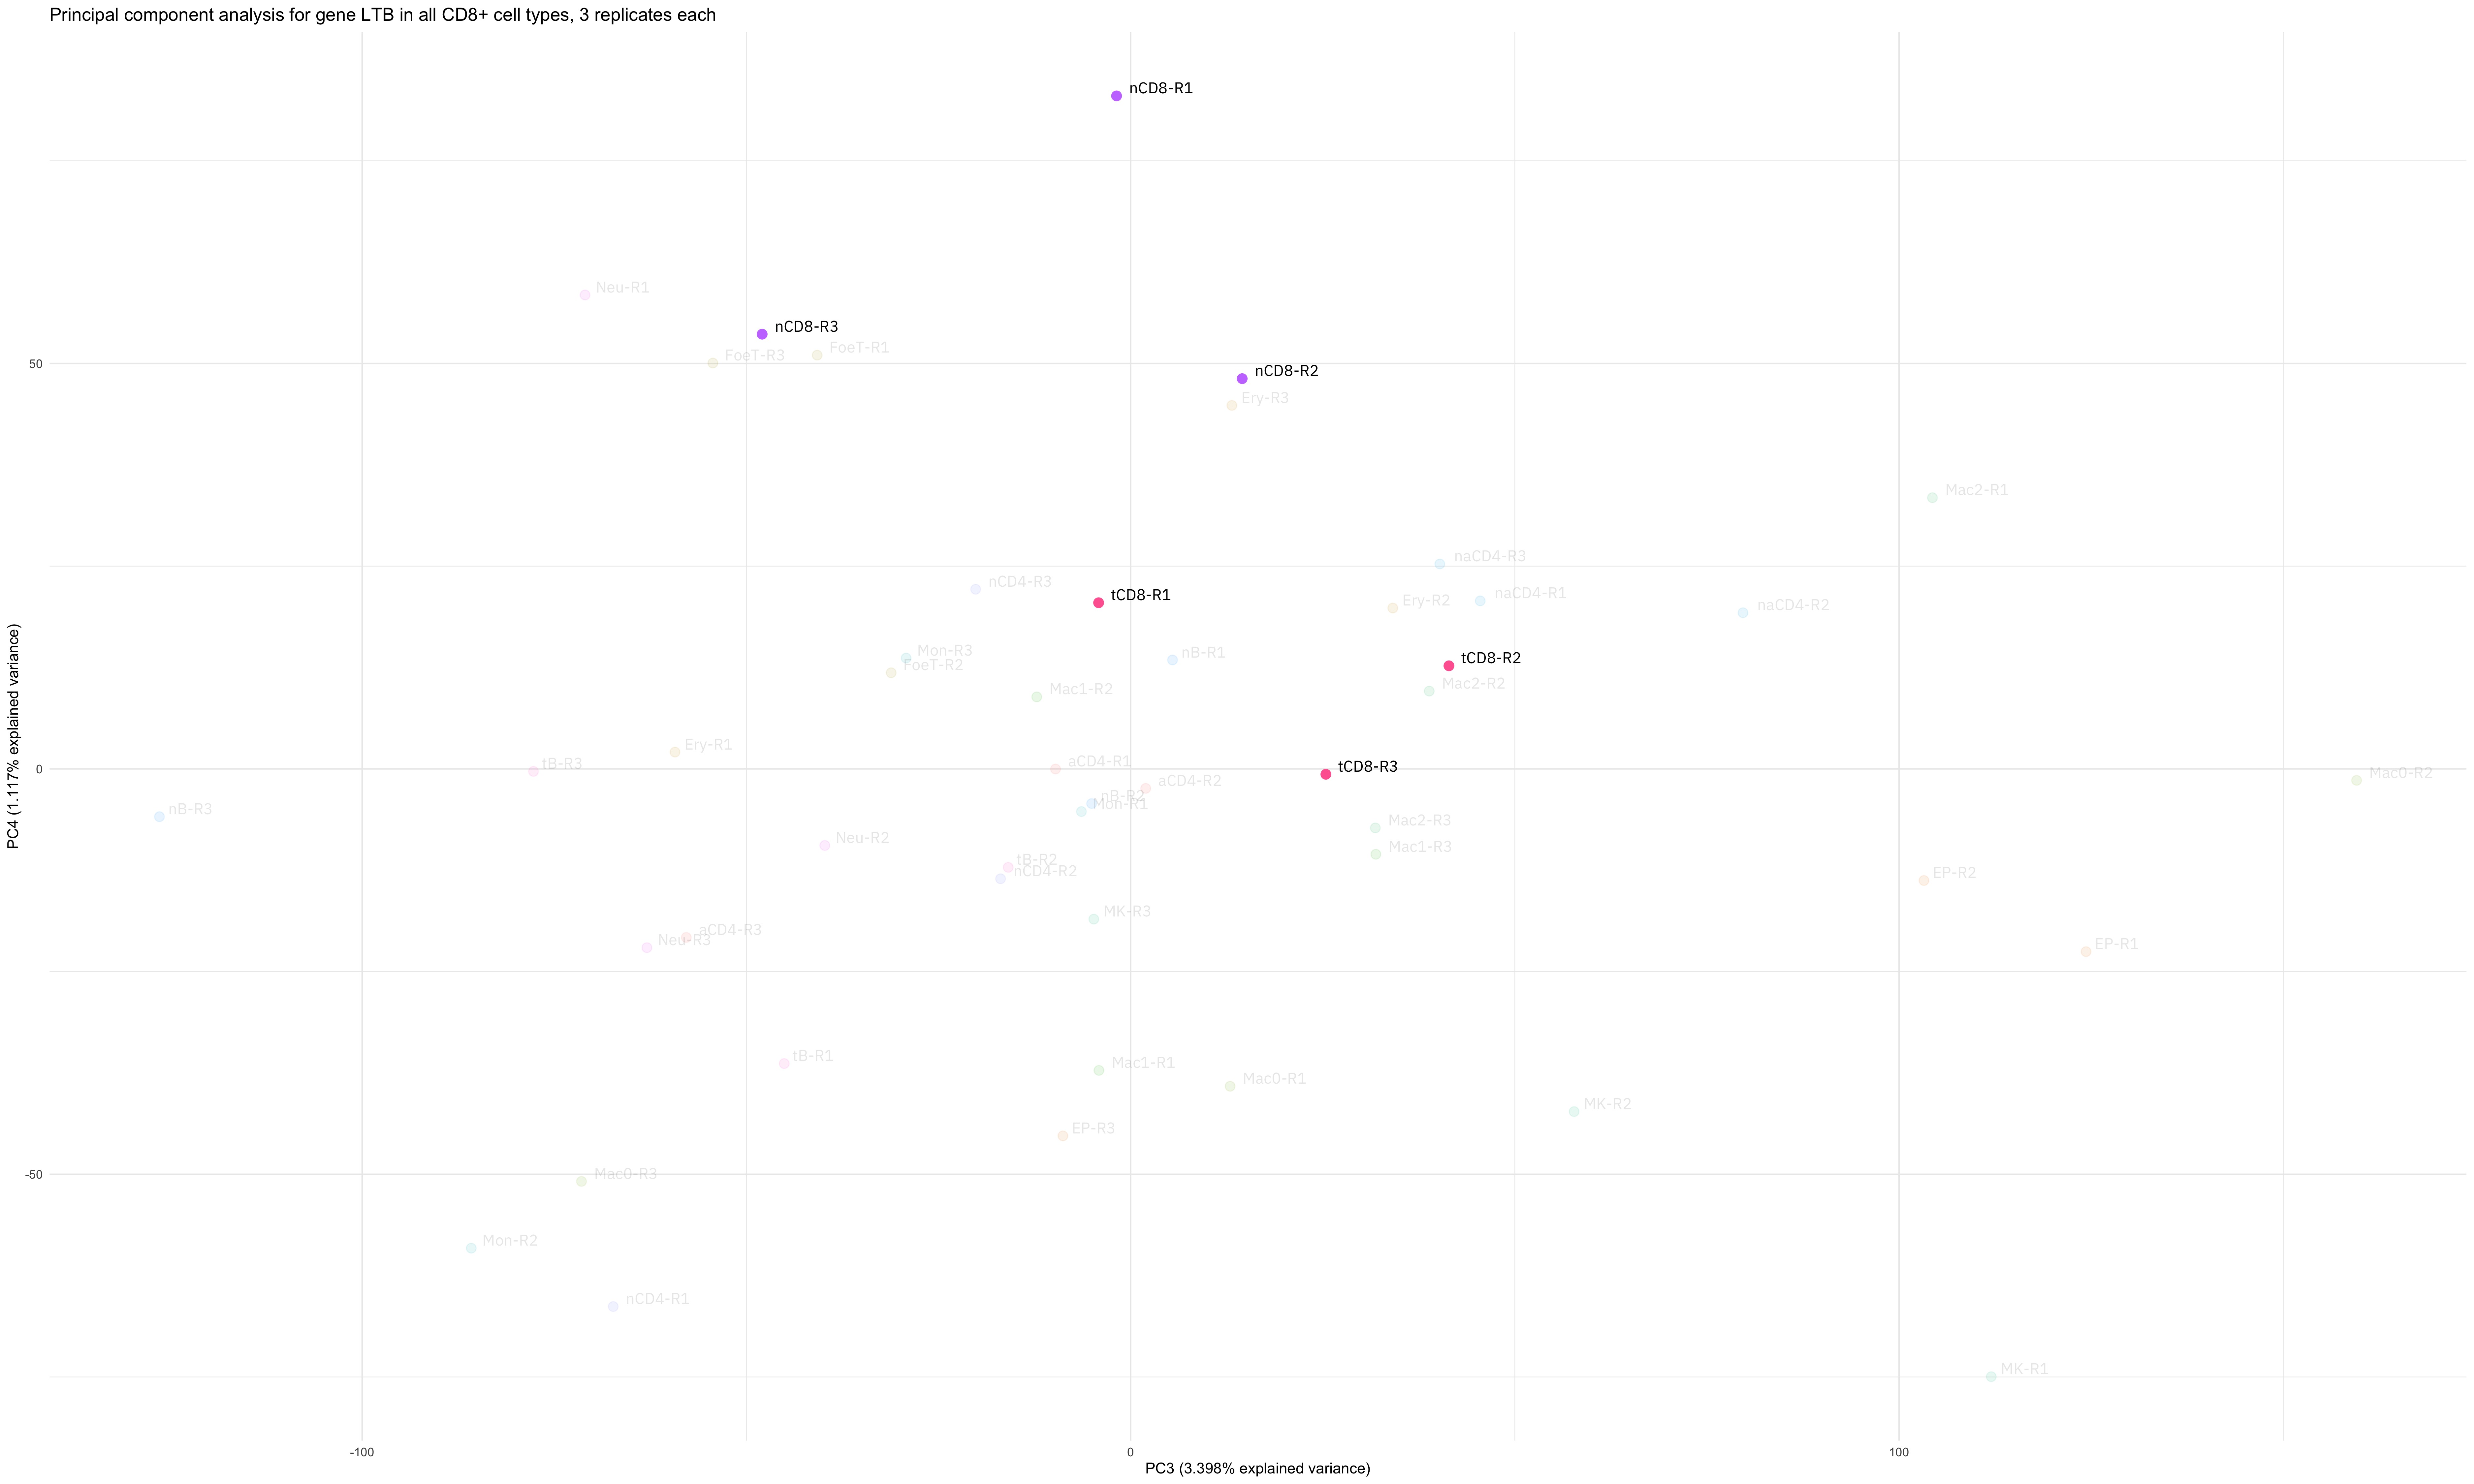 Principal component analysis for gene LTB in all CD8+ cell types, 3 replicates each
nCD8-R1
Neu-R1
nCD8-R3
FoeT-R1
FoeT-R3
50
nCD8-R2
Ery-R3
Mac2-R1
naCD4-R3
nCD4-R3
tCD8-R1
naCD4-R1
Ery-R2
naCD4-R2
Mon-R3
nB-R1
tCD8-R2
FoeT-R2
Mac2-R2
Mac1-R2
Ery-R1
tB-R3
aCD4-R1
tCD8-R3
0
Mac0-R2
aCD4-R2
nB-R2
Mon-R1
nB-R3
Mac2-R3
Neu-R2
Mac1-R3
tB-R2
nCD4-R2
EP-R2
MK-R3
aCD4-R3
Neu-R3
EP-R1
tB-R1
Mac1-R1
Mac0-R1
MK-R2
EP-R3
Mac0-R3
-50
Mon-R2
nCD4-R1
MK-R1
PC4 (1.117% explained variance)
-100
0
100
PC3 (3.398% explained variance)